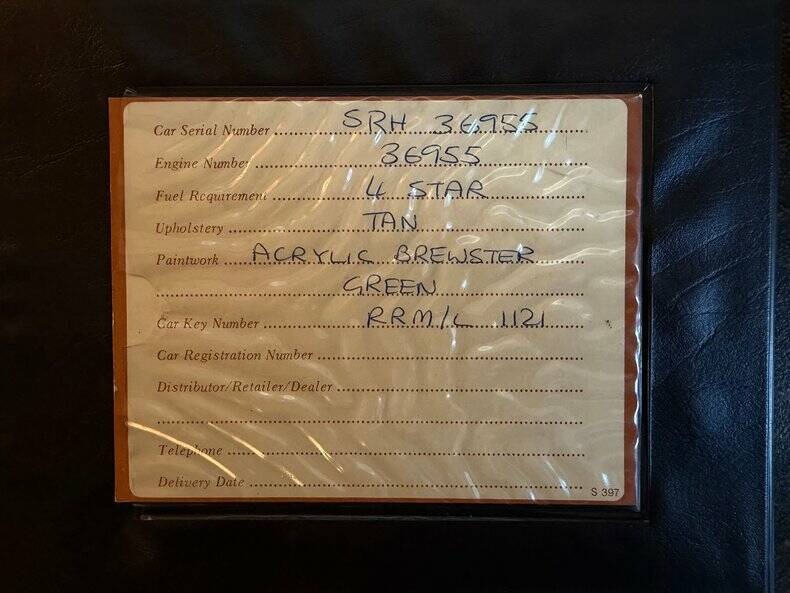 Car Serial Number SRH 36955
Engine Number 36955
Fuel Requirement 4 STAR
Upholstery TAN
Paintwork ACRYLIC BREWSTER
GREEN
Car Key Number RRM/L 1121
Car Registration Number
Distributor/Retailer/Dealer
Telephone
Delivery Date
S 397